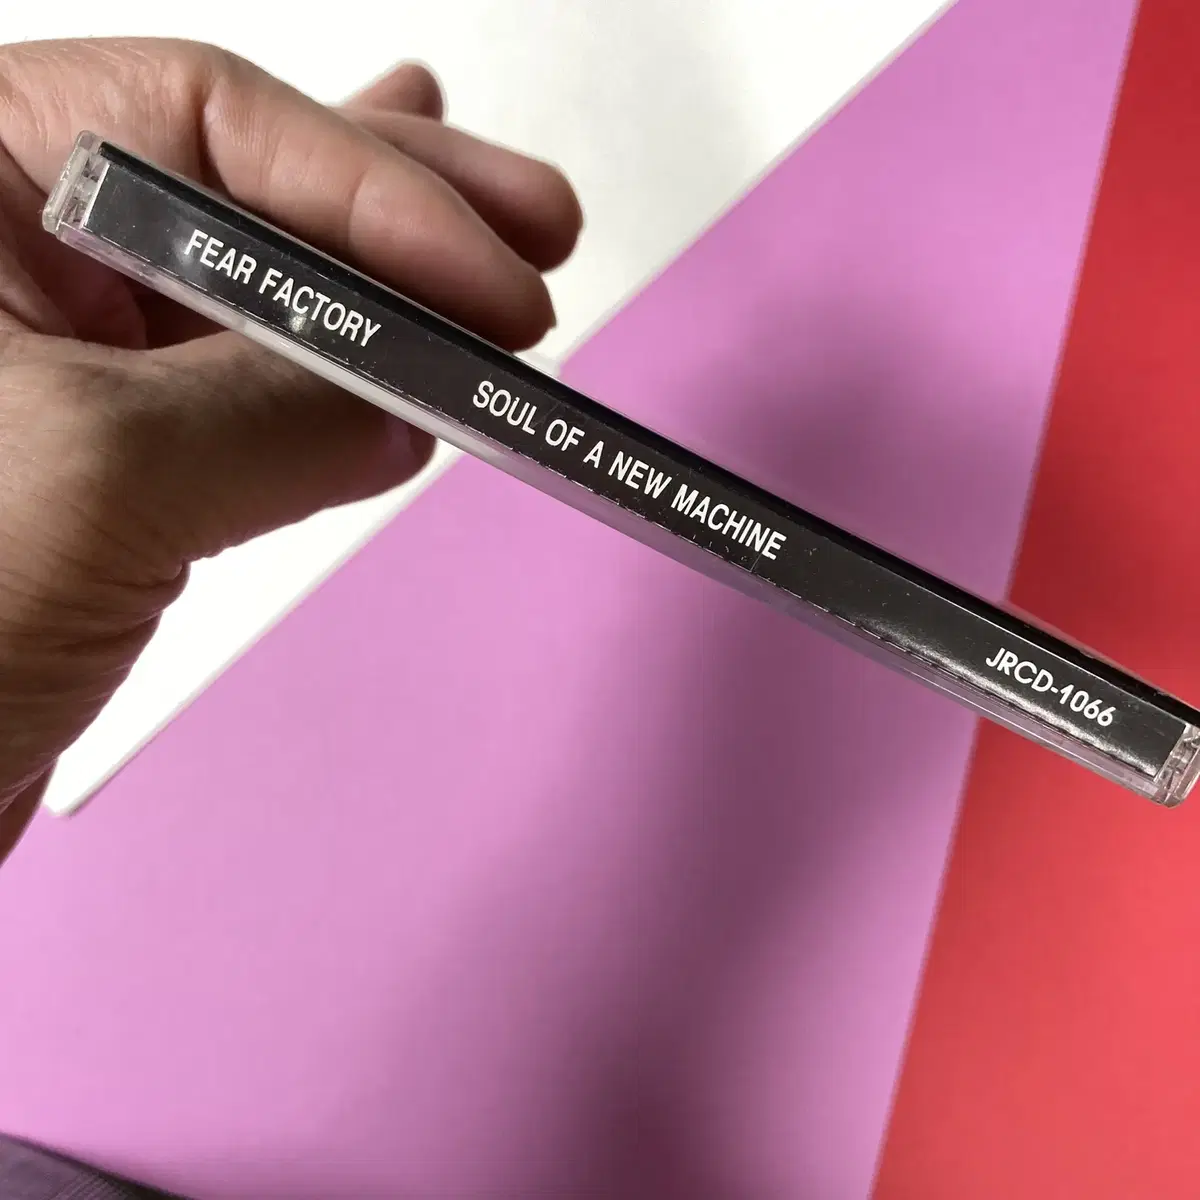 FEAR FACTORY
SOUL OF A NEW MACHINE
JRCD-1066